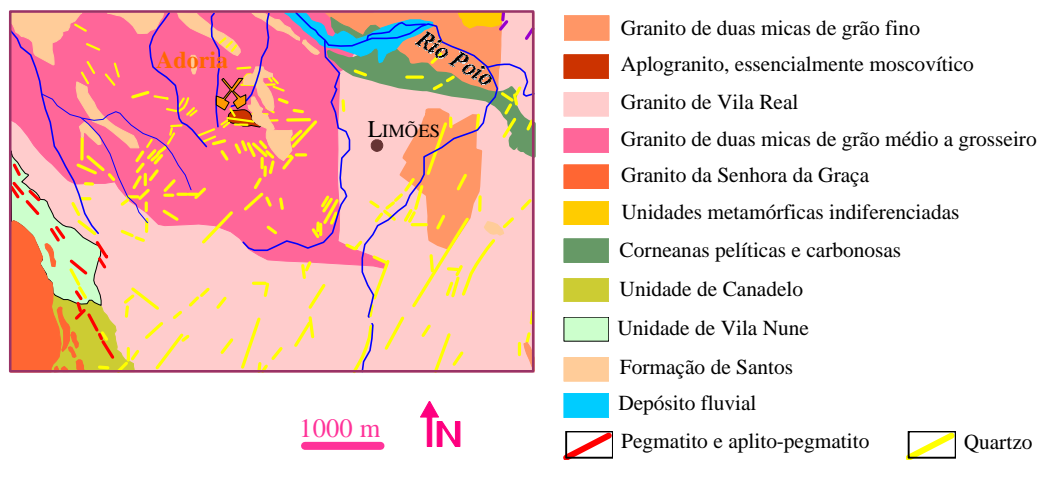 Adoria
Rio Poio
LIMÕES
1000 m
N
Granito de duas micas de grão fino
Aplogranito, essencialmente moscovítico
Granito de Vila Real
Granito de duas micas de grão médio a grosseiro
Granito da Senhora da Graça
Unidades metamórficas indiferenciadas
Corneanas pelíticas e carbonosas
Unidade de Canadelo
Unidade de Vila Nune
Formação de Santos
Depósito fluvial
Pegmatito e aplito-pegmatito Quartzo